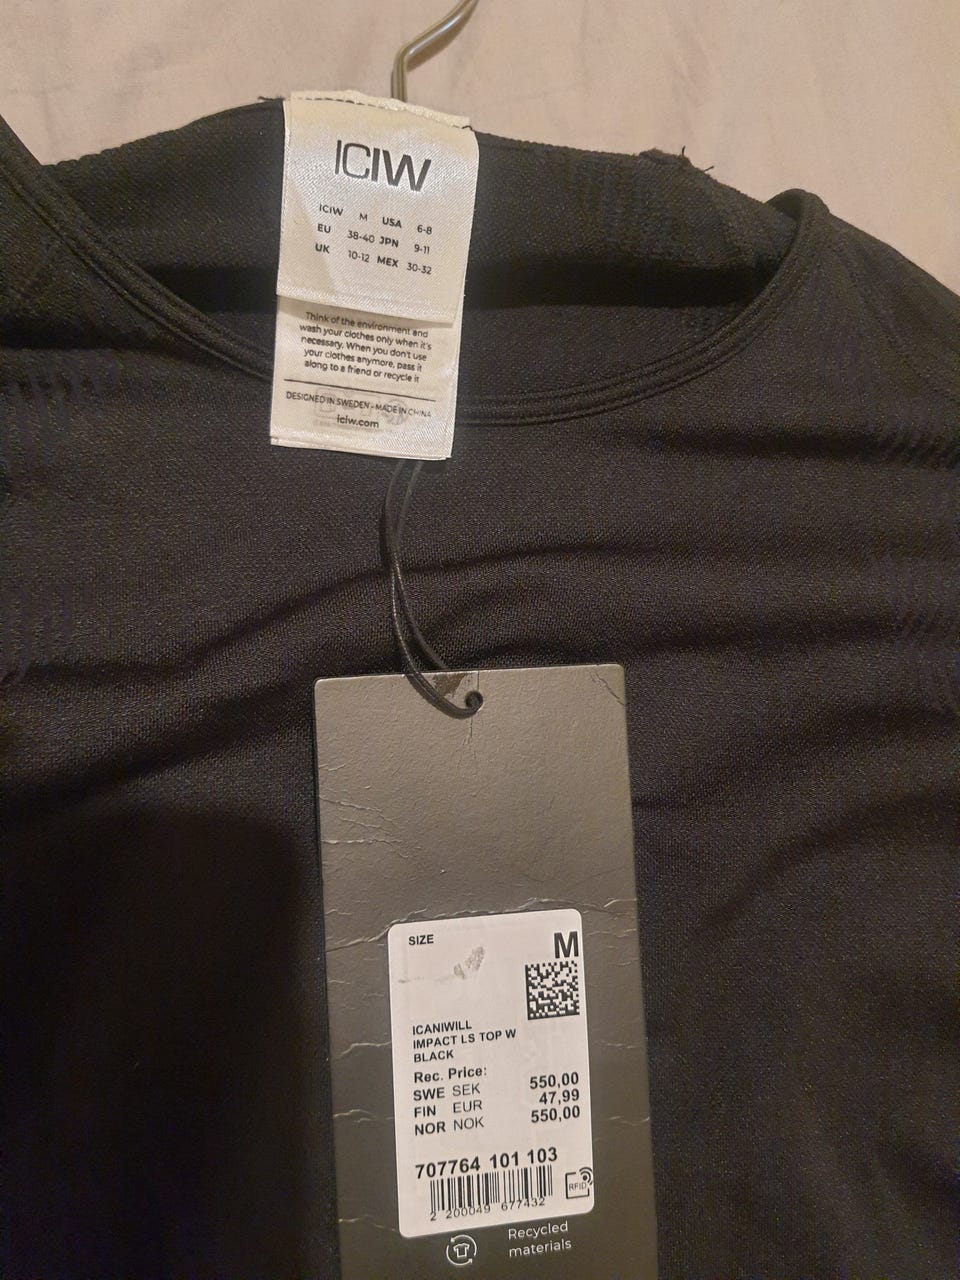 ICIW
ICIW M USA 6-8
EU 38-40 JPN 9-11
UK 10-12 MEX 30-32
Think of the environment and
wash your clothes only when it's
necessary. When you don't use
your clothes anymore, pass it
along to a friend or recycle it
DESIGNED IN SWEDEN - MADE IN CHINA
iciw.com
SIZE M
ICANIWILL
IMPACT LS TOP W
BLACK
Rec. Price:
SWE SEK 550,00
FIN EUR 47,99
NOR NOK 550,00
707764 101 103
RFID
2 200049 677432
Recycled
materials